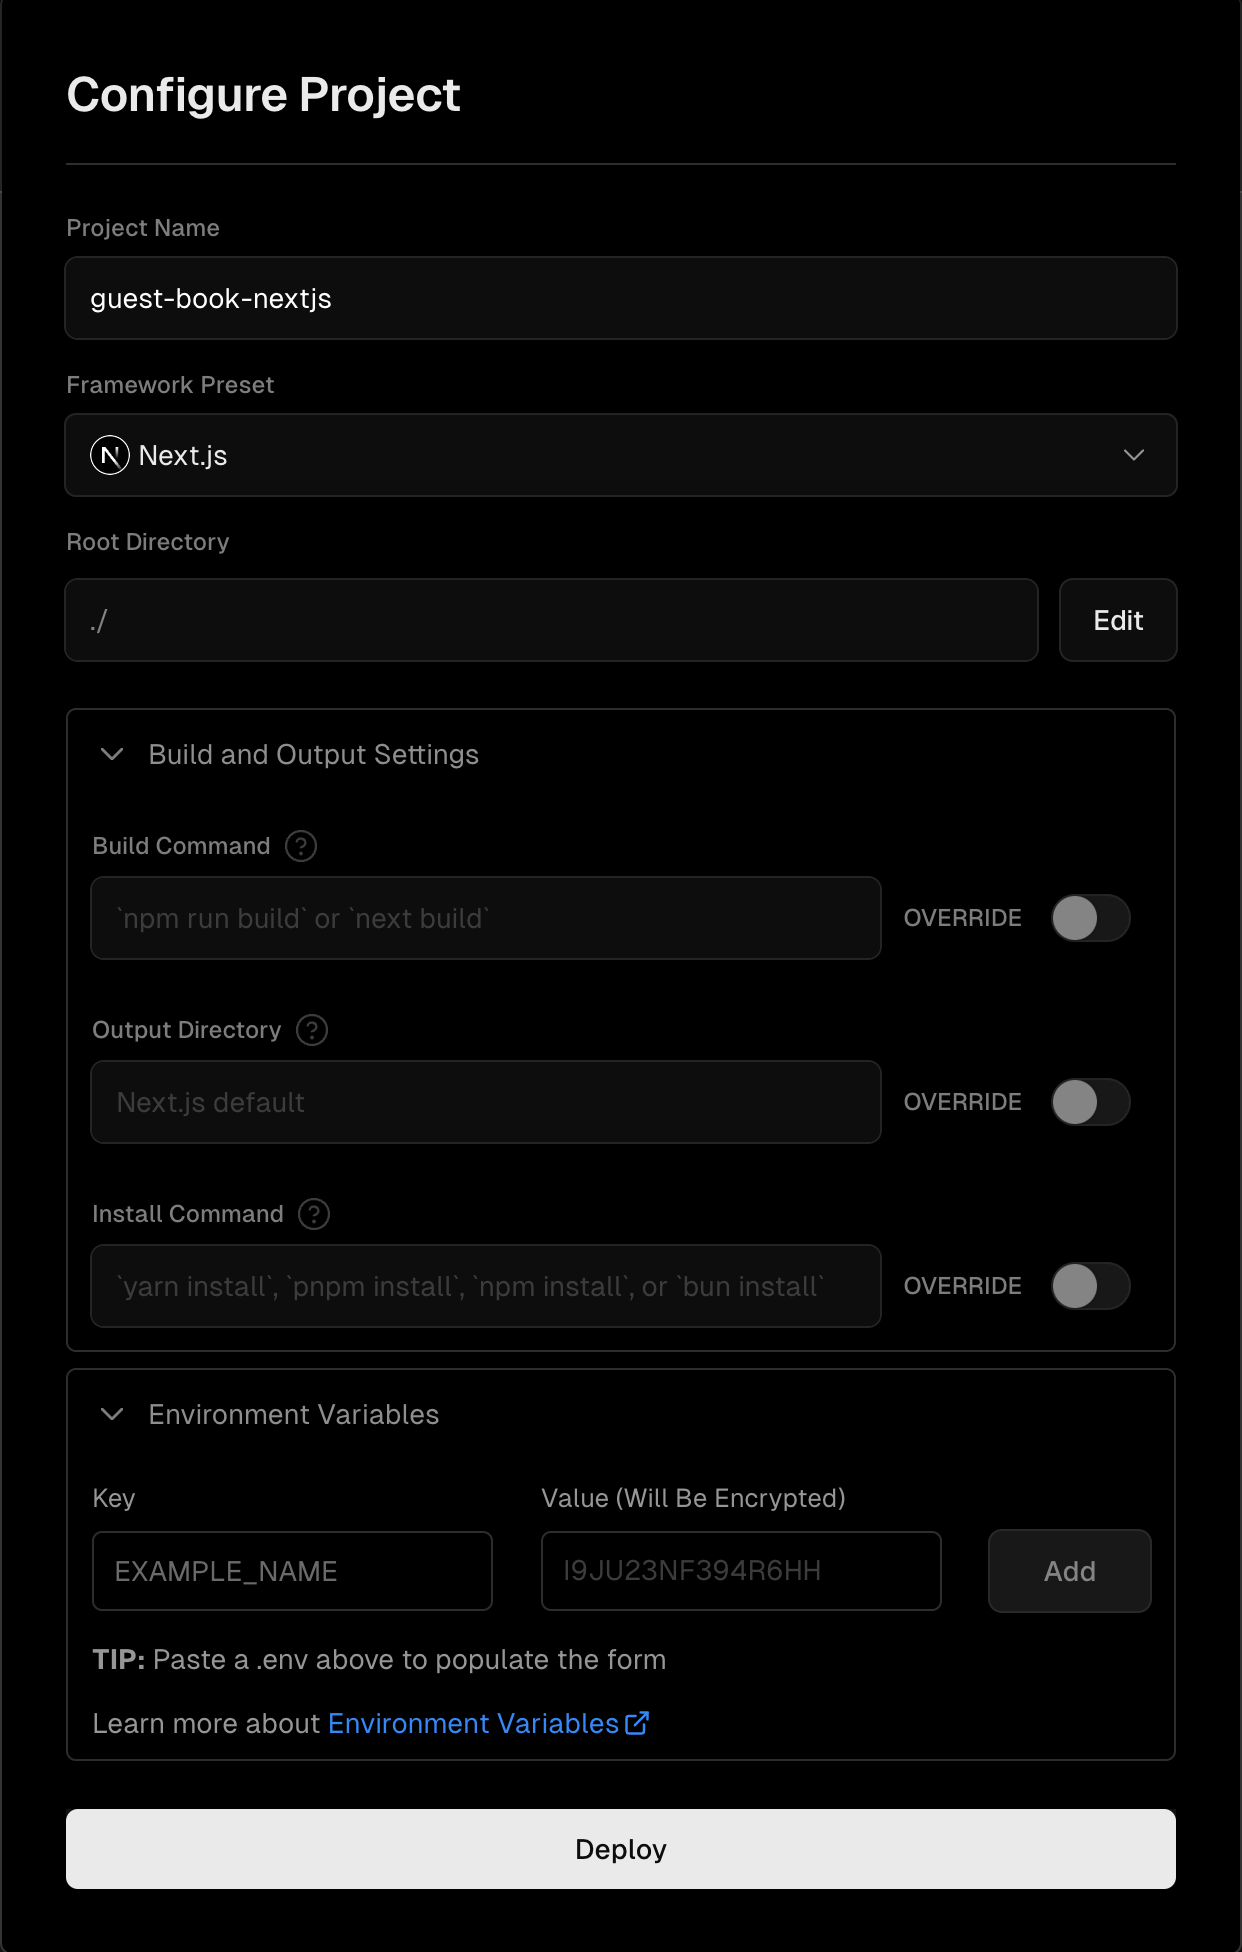 Configure Project
Project Name
guest-book-nextjs
Framework Preset
N Next.js
Root Directory
./
Edit
Build and Output Settings
Build Command ?
`npm run build` or `next build`
OVERRIDE
Output Directory ?
Next.js default
OVERRIDE
Install Command ?
`yarn install`, `pnpm install`, `npm install`, or `bun install`
OVERRIDE
Environment Variables
Key
Value (Will Be Encrypted)
EXAMPLE_NAME
I9JU23NF394R6HH
Add
TIP: Paste a .env above to populate the form
Learn more about Environment Variables
Deploy